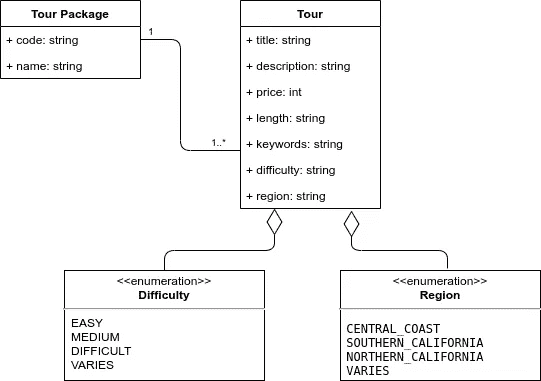 Tour Package
+ code: string
+ name: string
1
1..*
Tour
+ title: string
+ description: string
+ price: int
+ length: string
+ keywords: string
+ difficulty: string
+ region: string
<<enumeration>>
Difficulty
EASY
MEDIUM
DIFFICULT
VARIES
<<enumeration>>
Region
CENTRAL_COAST
SOUTHERN_CALIFORNIA
NORTHERN_CALIFORNIA
VARIES